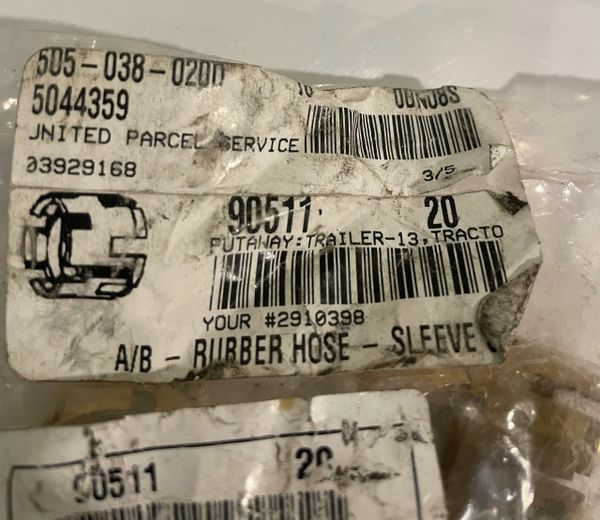 505-038-0200
5044359 ODN08S
JNITED PARCEL SERVICE
03929168 3/5
90511 20
PUTAWAY:TRAILER-13,TRACTO
YOUR #2910398
A/B - RUBBER HOSE - SLEEVE
90511 20